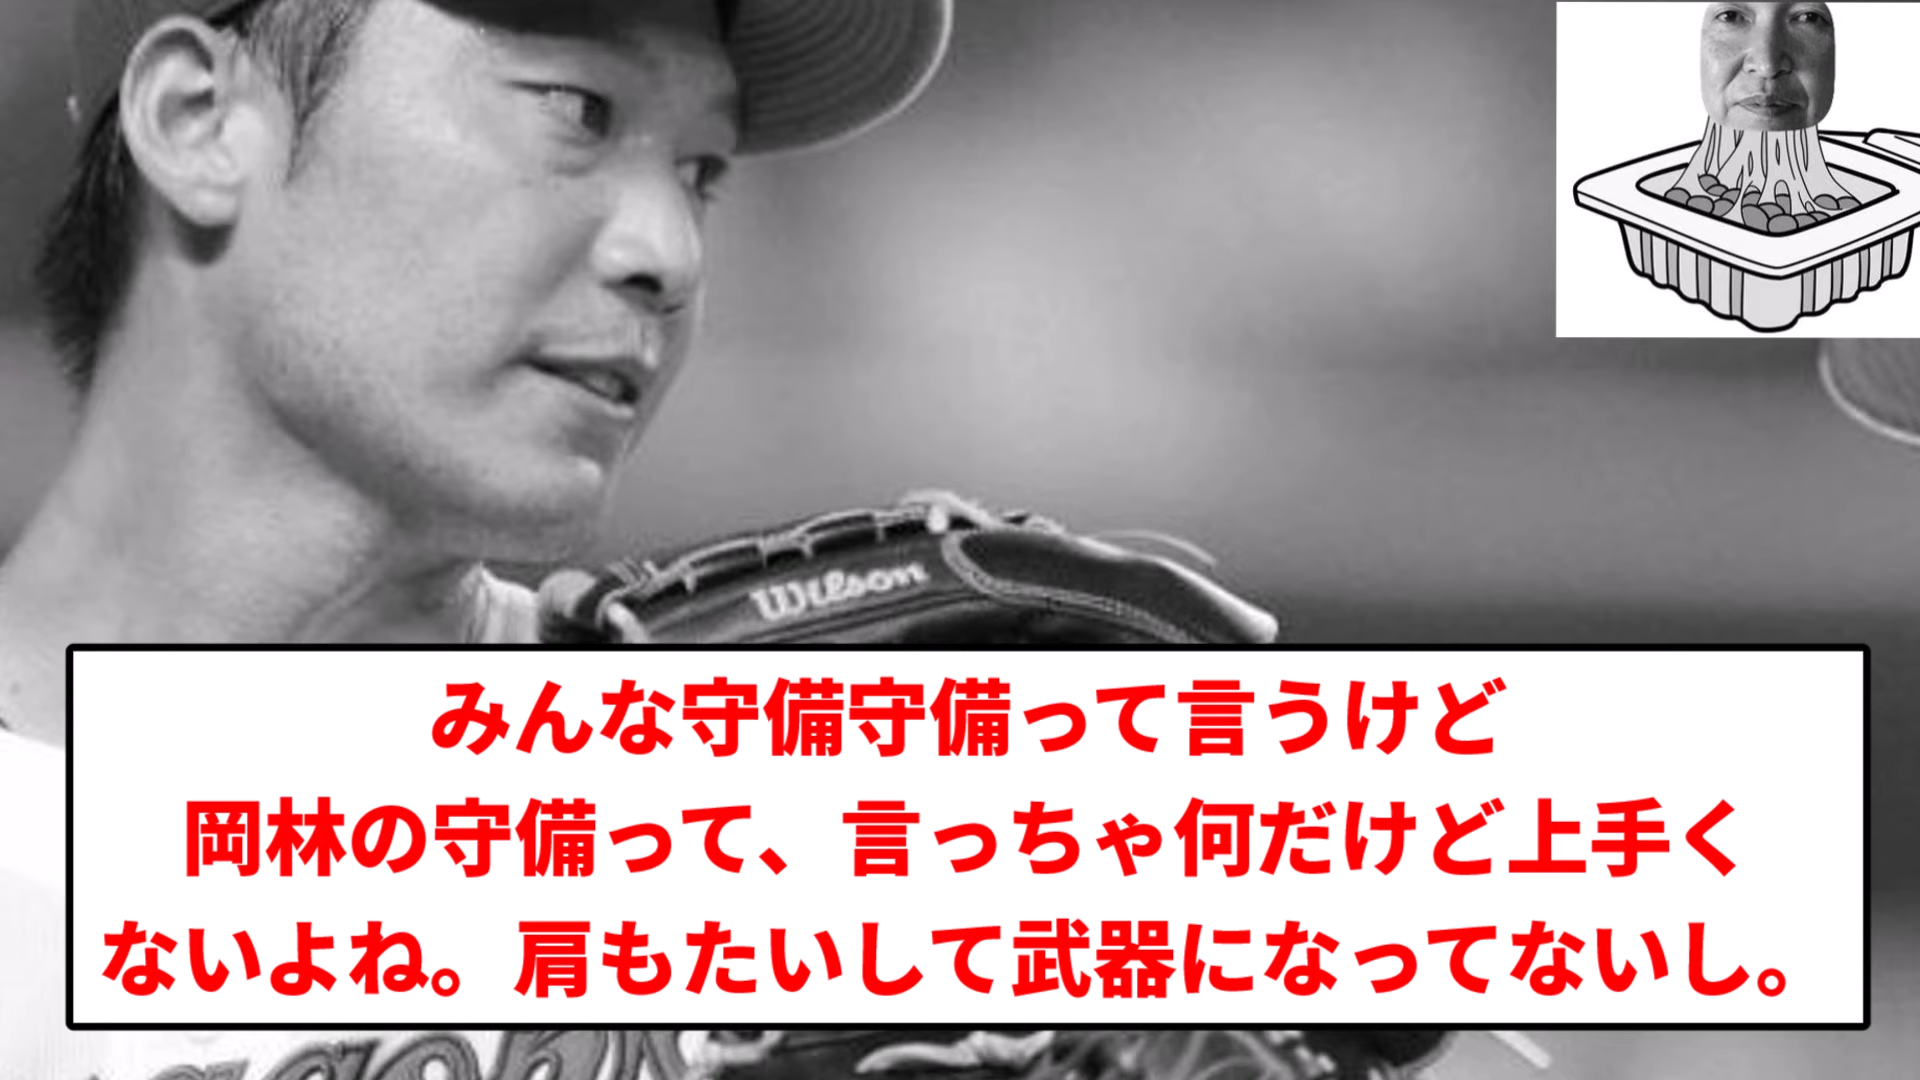 Wilson
みんな守備守備って言うけど
岡林の守備って、言っちゃ何だけど上手く
ないよね。肩もたいして武器になってないし。